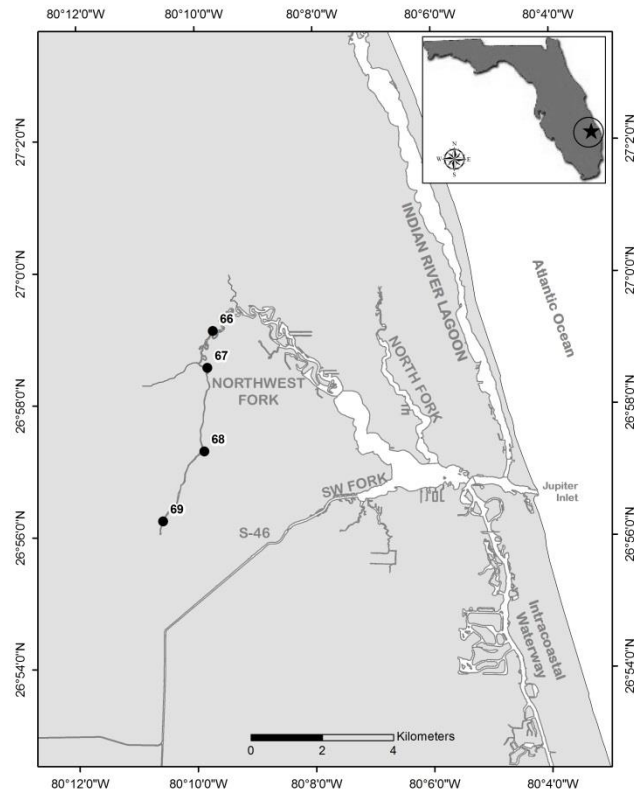 80°12'0"W 80°10'0"W 80°8'0"W 80°6'0"W 80°4'0"W
27°2'0"N
27°2'0"N
N
W E
S
INDIAN RIVER LAGOON
Atlantic Ocean
27°0'0"N
27°0'0"N
66
67
NORTHWEST
FORK
NORTH FORK
26°58'0"N
26°58'0"N
68
SW FORK
Jupiter
Inlet
69
S-46
26°56'0"N
26°56'0"N
Intracoastal
Waterway
26°54'0"N
26°54'0"N
Kilometers
0 2 4
80°12'0"W 80°10'0"W 80°8'0"W 80°6'0"W 80°4'0"W